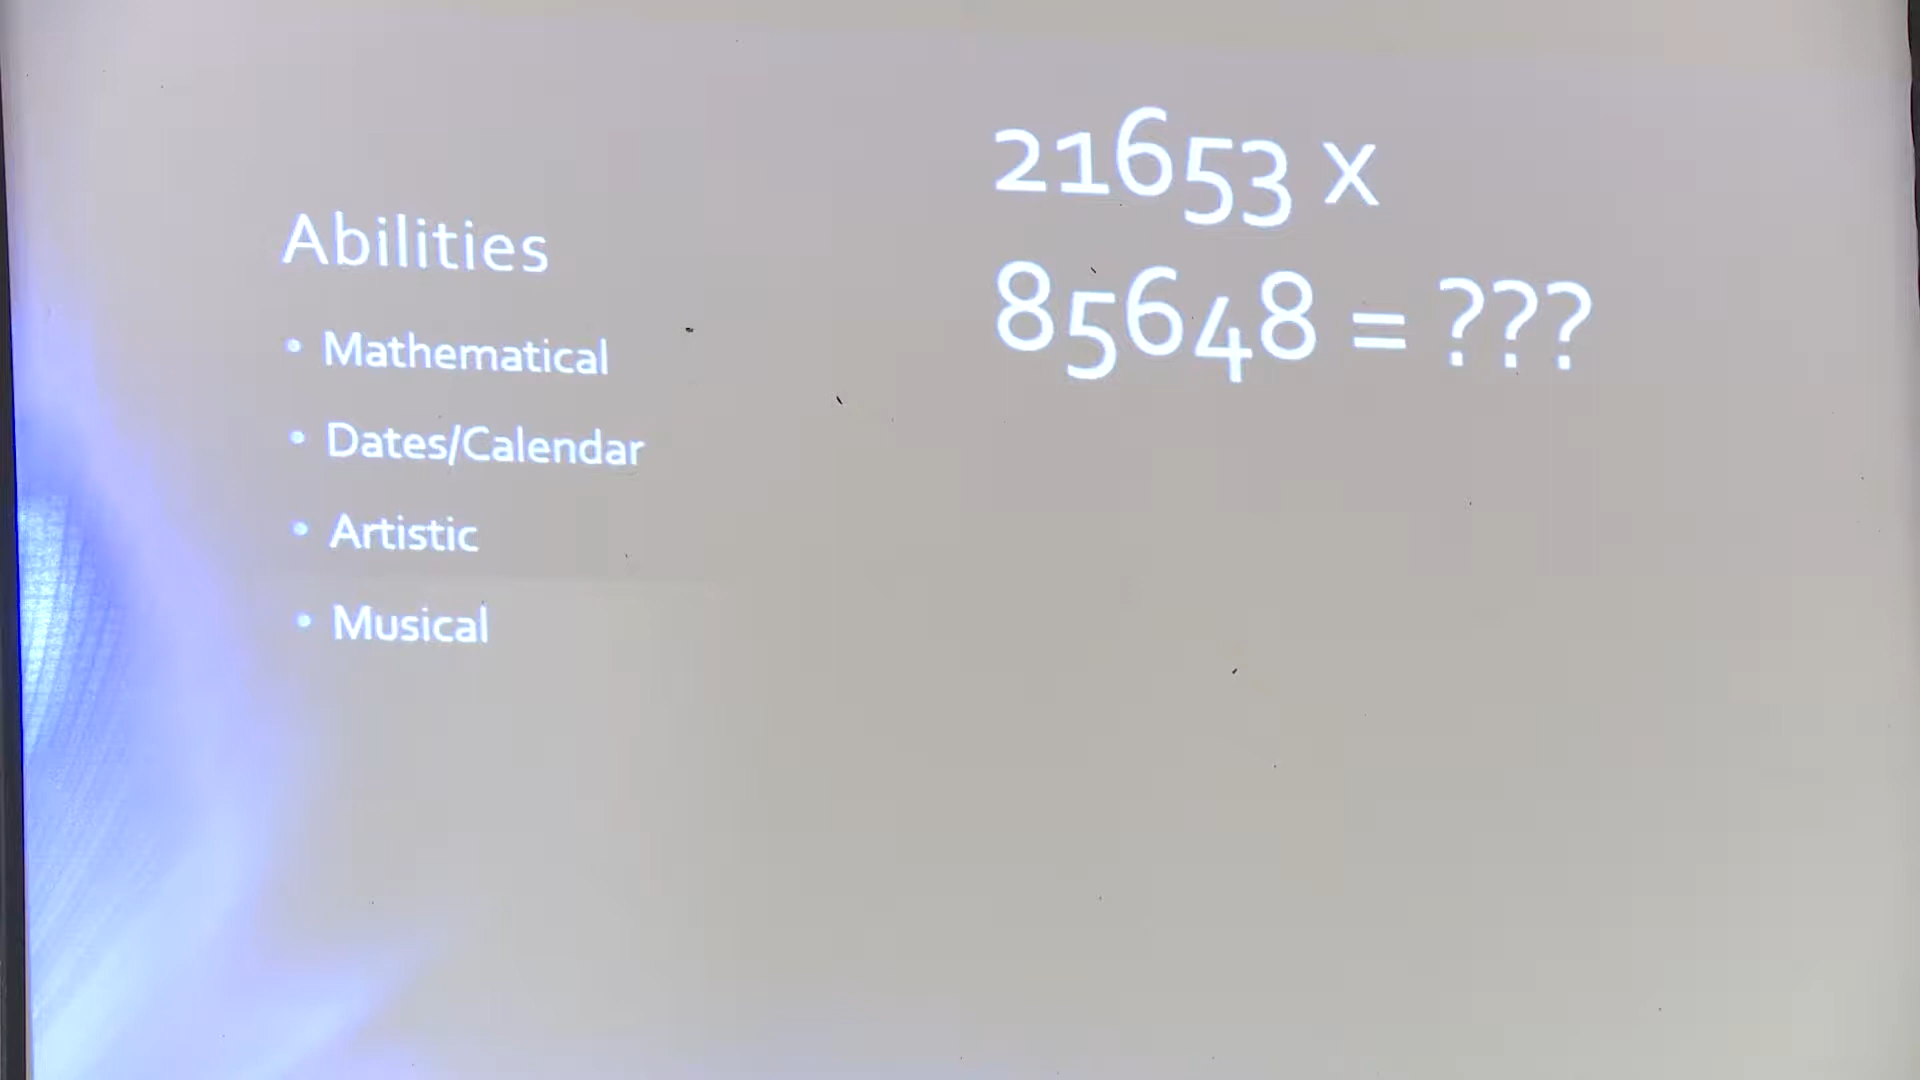 Abilities
• Mathematical
• Dates/Calendar
• Artistic
• Musical
21653 x
85648 = ???